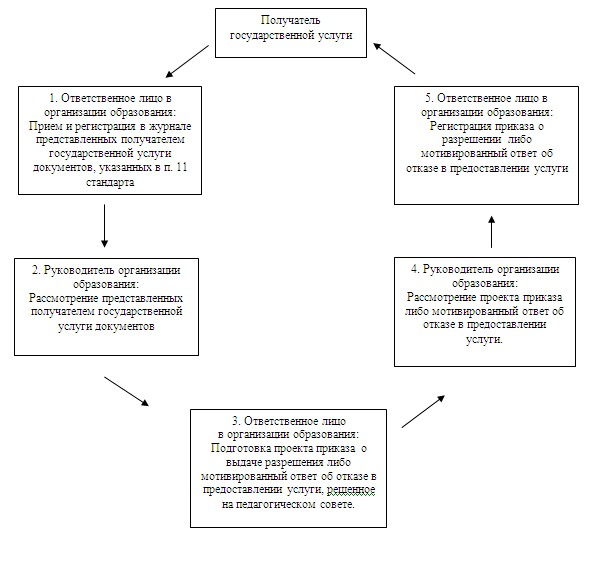 Получатель
государственной услуги
1. Ответственное лицо в
организации образования:
Прием и регистрация в журнале
представленных получателем
государственной услуги
документов, указанных в п. 11
стандарта
2. Руководитель организации
образования:
Рассмотрение представленных
получателем государственной
услуги документов
3. Ответственное лицо
в организации образования:
Подготовка проекта приказа о
выдаче разрешения либо
мотивированный ответ об отказе в
предоставлении услуги, решенное
на педагогическом совете.
4. Руководитель организации
образования:
Рассмотрение проекта приказа
либо мотивированный ответ об
отказе в предоставлении
услуги.
5. Ответственное лицо в
организации образования:
Регистрация приказа о
разрешении либо
мотивированный ответ об
отказе в предоставлении услуги